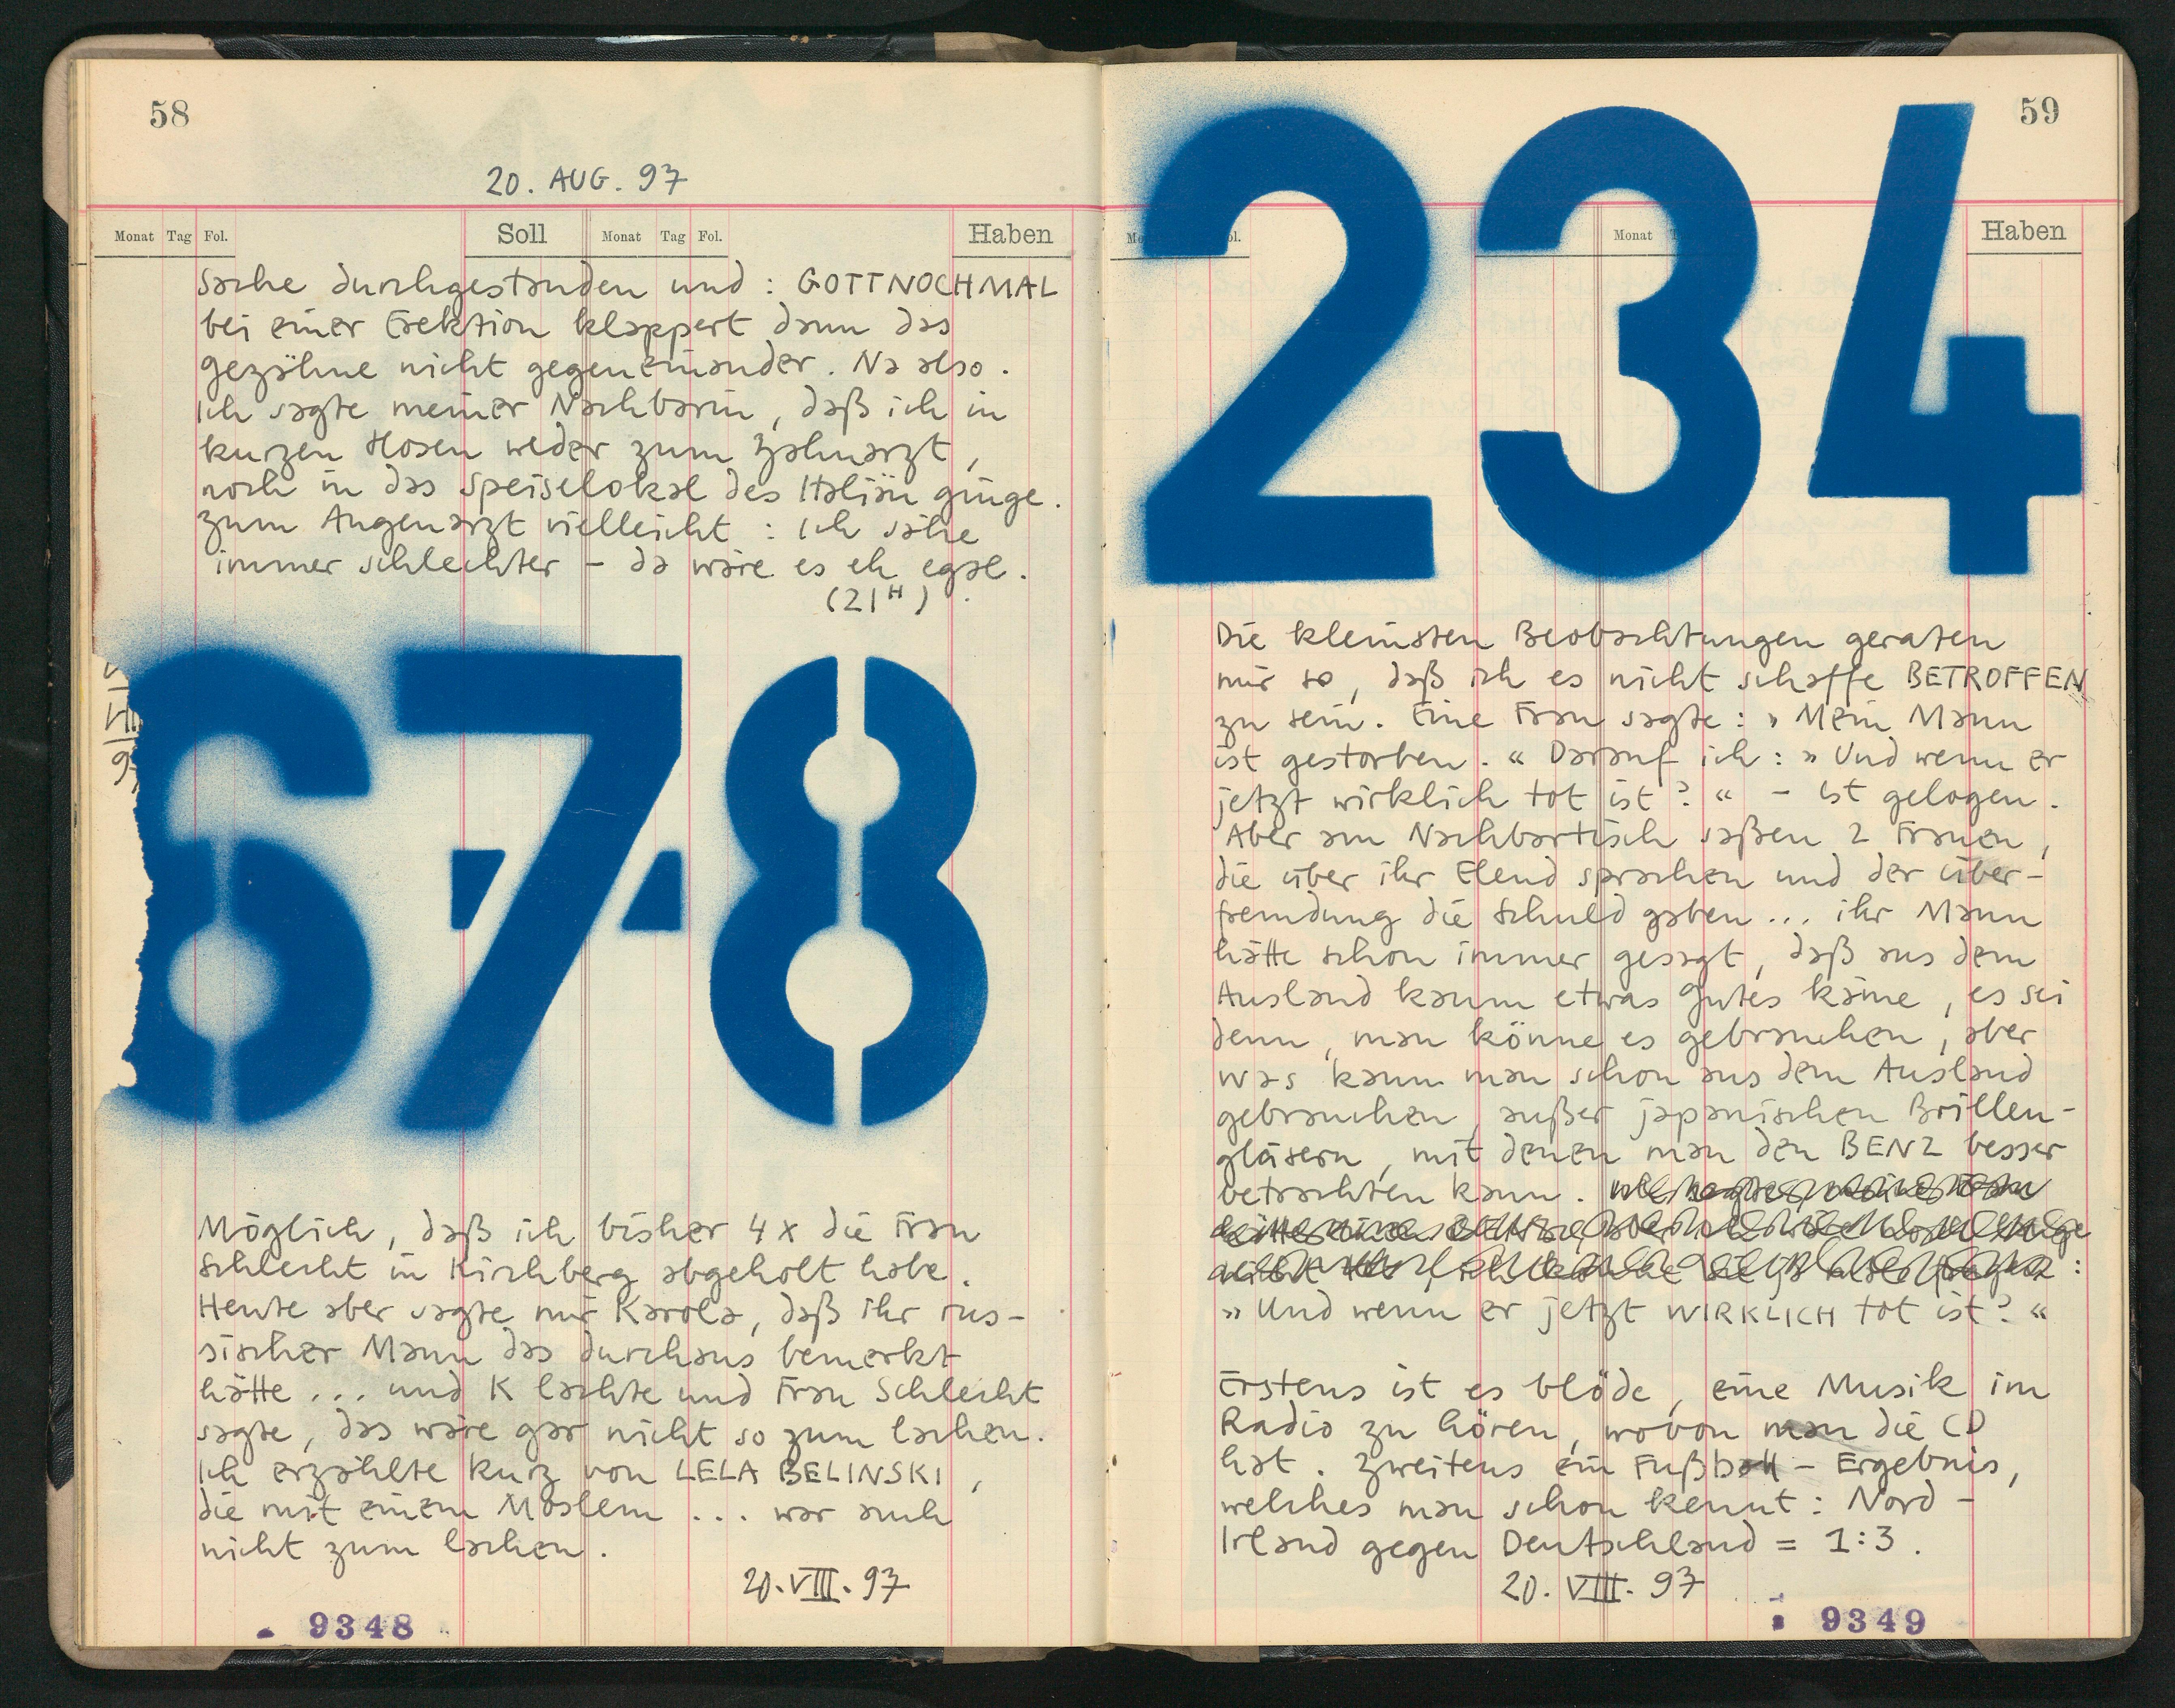 58
20. AUG. 97
Monat Tag Fol. Soll Monat Tag Fol. Haben
Sache durchgestanden und : GOTTNOCHMAL
bei einer Erektion klappert dann das
gezähne nicht gegeneinander. Na also.
Ich sagte meiner Nachbarin, daß ich in
kurzen Hosen weder zum Zahnarzt,
noch in das Speiselokal des Italiän ginge.
Zum Augenarzt vielleicht : Ich sähe
immer schlechter – da wäre es eh egal.
(21H)
678
Möglich, daß ich bisher 4x die Frau
Schlecht in Kirchberg abgeholt habe.
Heute aber sagte mir Karola, daß ihr rus-
sischer Mann das durchaus bemerkt
hätte ... und K lachte und Frau Schlecht
sagte, das wäre gar nicht so zum lachen.
Ich erzählte kurz von LELA BELINSKI,
die mit einem Moslem ... war auch
nicht zum lachen.
20.VIII.97
9348
59
234
Monat Haben
Die kleinsten Beobachtungen geraten
mir so, daß ich es nicht schaffe BETROFFEN
zu sein. Eine Frau sagte: » Mein Mann
ist gestorben. « Darauf ich : » Und wenn er
jetzt wirklich tot ist ? « – ist gelogen.
Aber am Nachbartisch saßen 2 Frauen,
die über ihr Elend sprachen und der über-
fremdung die Schuld gaben ... ihr Mann
hätte schon immer gesagt, daß aus dem
Ausland kaum etwas gutes käme, es sei
denn, man könne es gebrauchen, aber
was kann man schon aus dem Ausland
gebrauchen, außer japanischen Brillen-
gläsern, mit denen man den BENZ besser
betrachten kann.
:
» Und wenn er jetzt WIRKLICH tot ist? «
Erstens ist es blöde, eine Musik im
Radio zu hören, wovon man die CD
hat. Zweitens ein Fußball – Ergebnis,
welches man schon kennt : Nord –
Irland gegen Deutschland = 1:3.
20. VIII. 97
9349